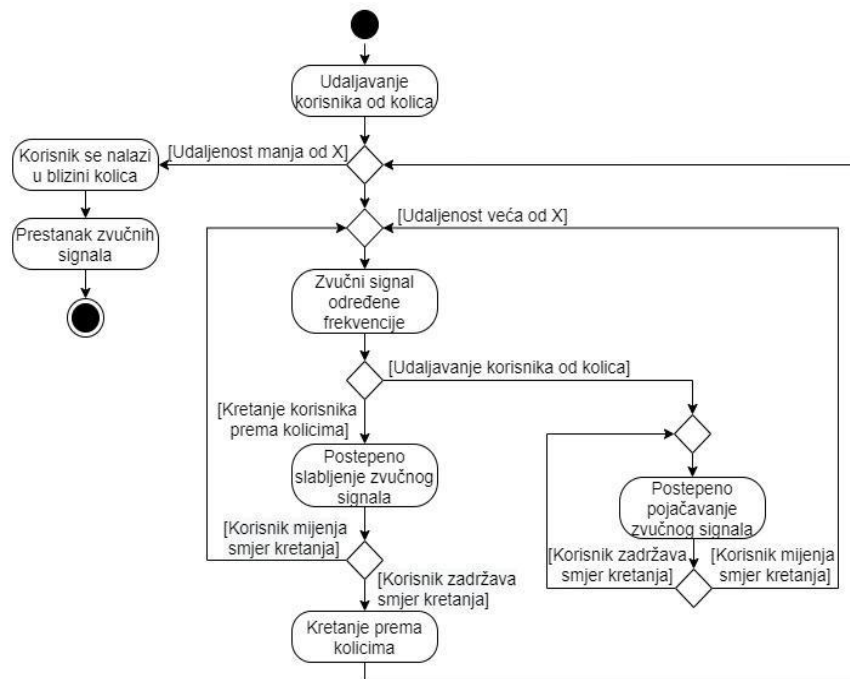 Udaljavanje
korisnika od kolica
Korisnik se nalazi
u blizini kolica
[Udaljenost manja od X]
Prestanak zvučnih
signala
[Udaljenost veća od X]
Zvučni signal
određene
frekvencije
[Udaljavanje korisnika od kolica]
[Kretanje korisnika
prema kolicima]
Postepeno
slabljenje zvučnog
signala
Postepeno
pojačavanje
zvučnog signala
[Korisnik mijenja
smjer kretanja]
[Korisnik zadržava
smjer kretanja]
[Korisnik zadržava
smjer kretanja]
[Korisnik mijenja
smjer kretanja]
Kretanje prema
kolicima